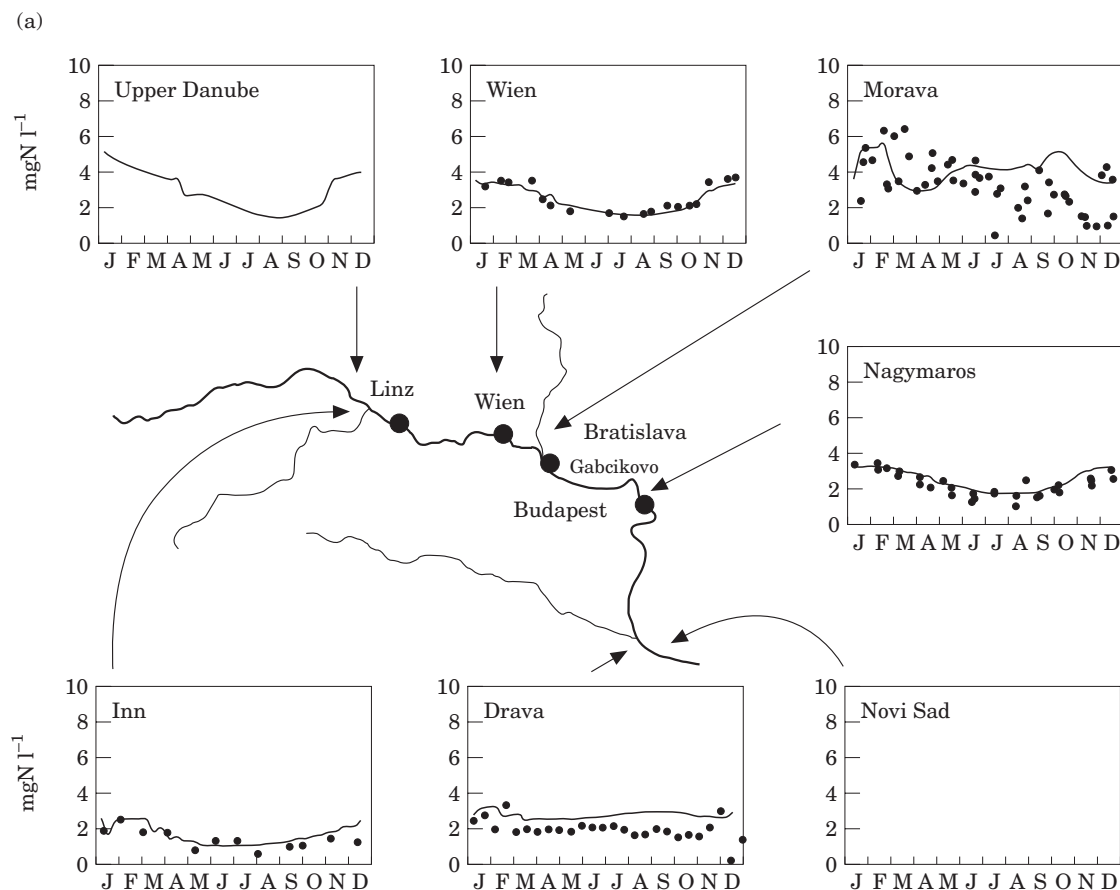 (a)
mgN l⁻¹
10
8
6
4
2
0
Upper Danube
J F M A M J J A S O N D
10
8
6
4
2
0
Wien
J F M A M J J A S O N D
10
8
6
4
2
0
Morava
J F M A M J J A S O N D
10
8
6
4
2
0
Nagymaros
J F M A M J J A S O N D
Linz
Wien
Bratislava
Gabcikovo
Budapest
mgN l⁻¹
10
8
6
4
2
0
Inn
J F M A M J J A S O N D
10
8
6
4
2
0
Drava
J F M A M J J A S O N D
10
8
6
4
2
0
Novi Sad
J F M A M J J A S O N D